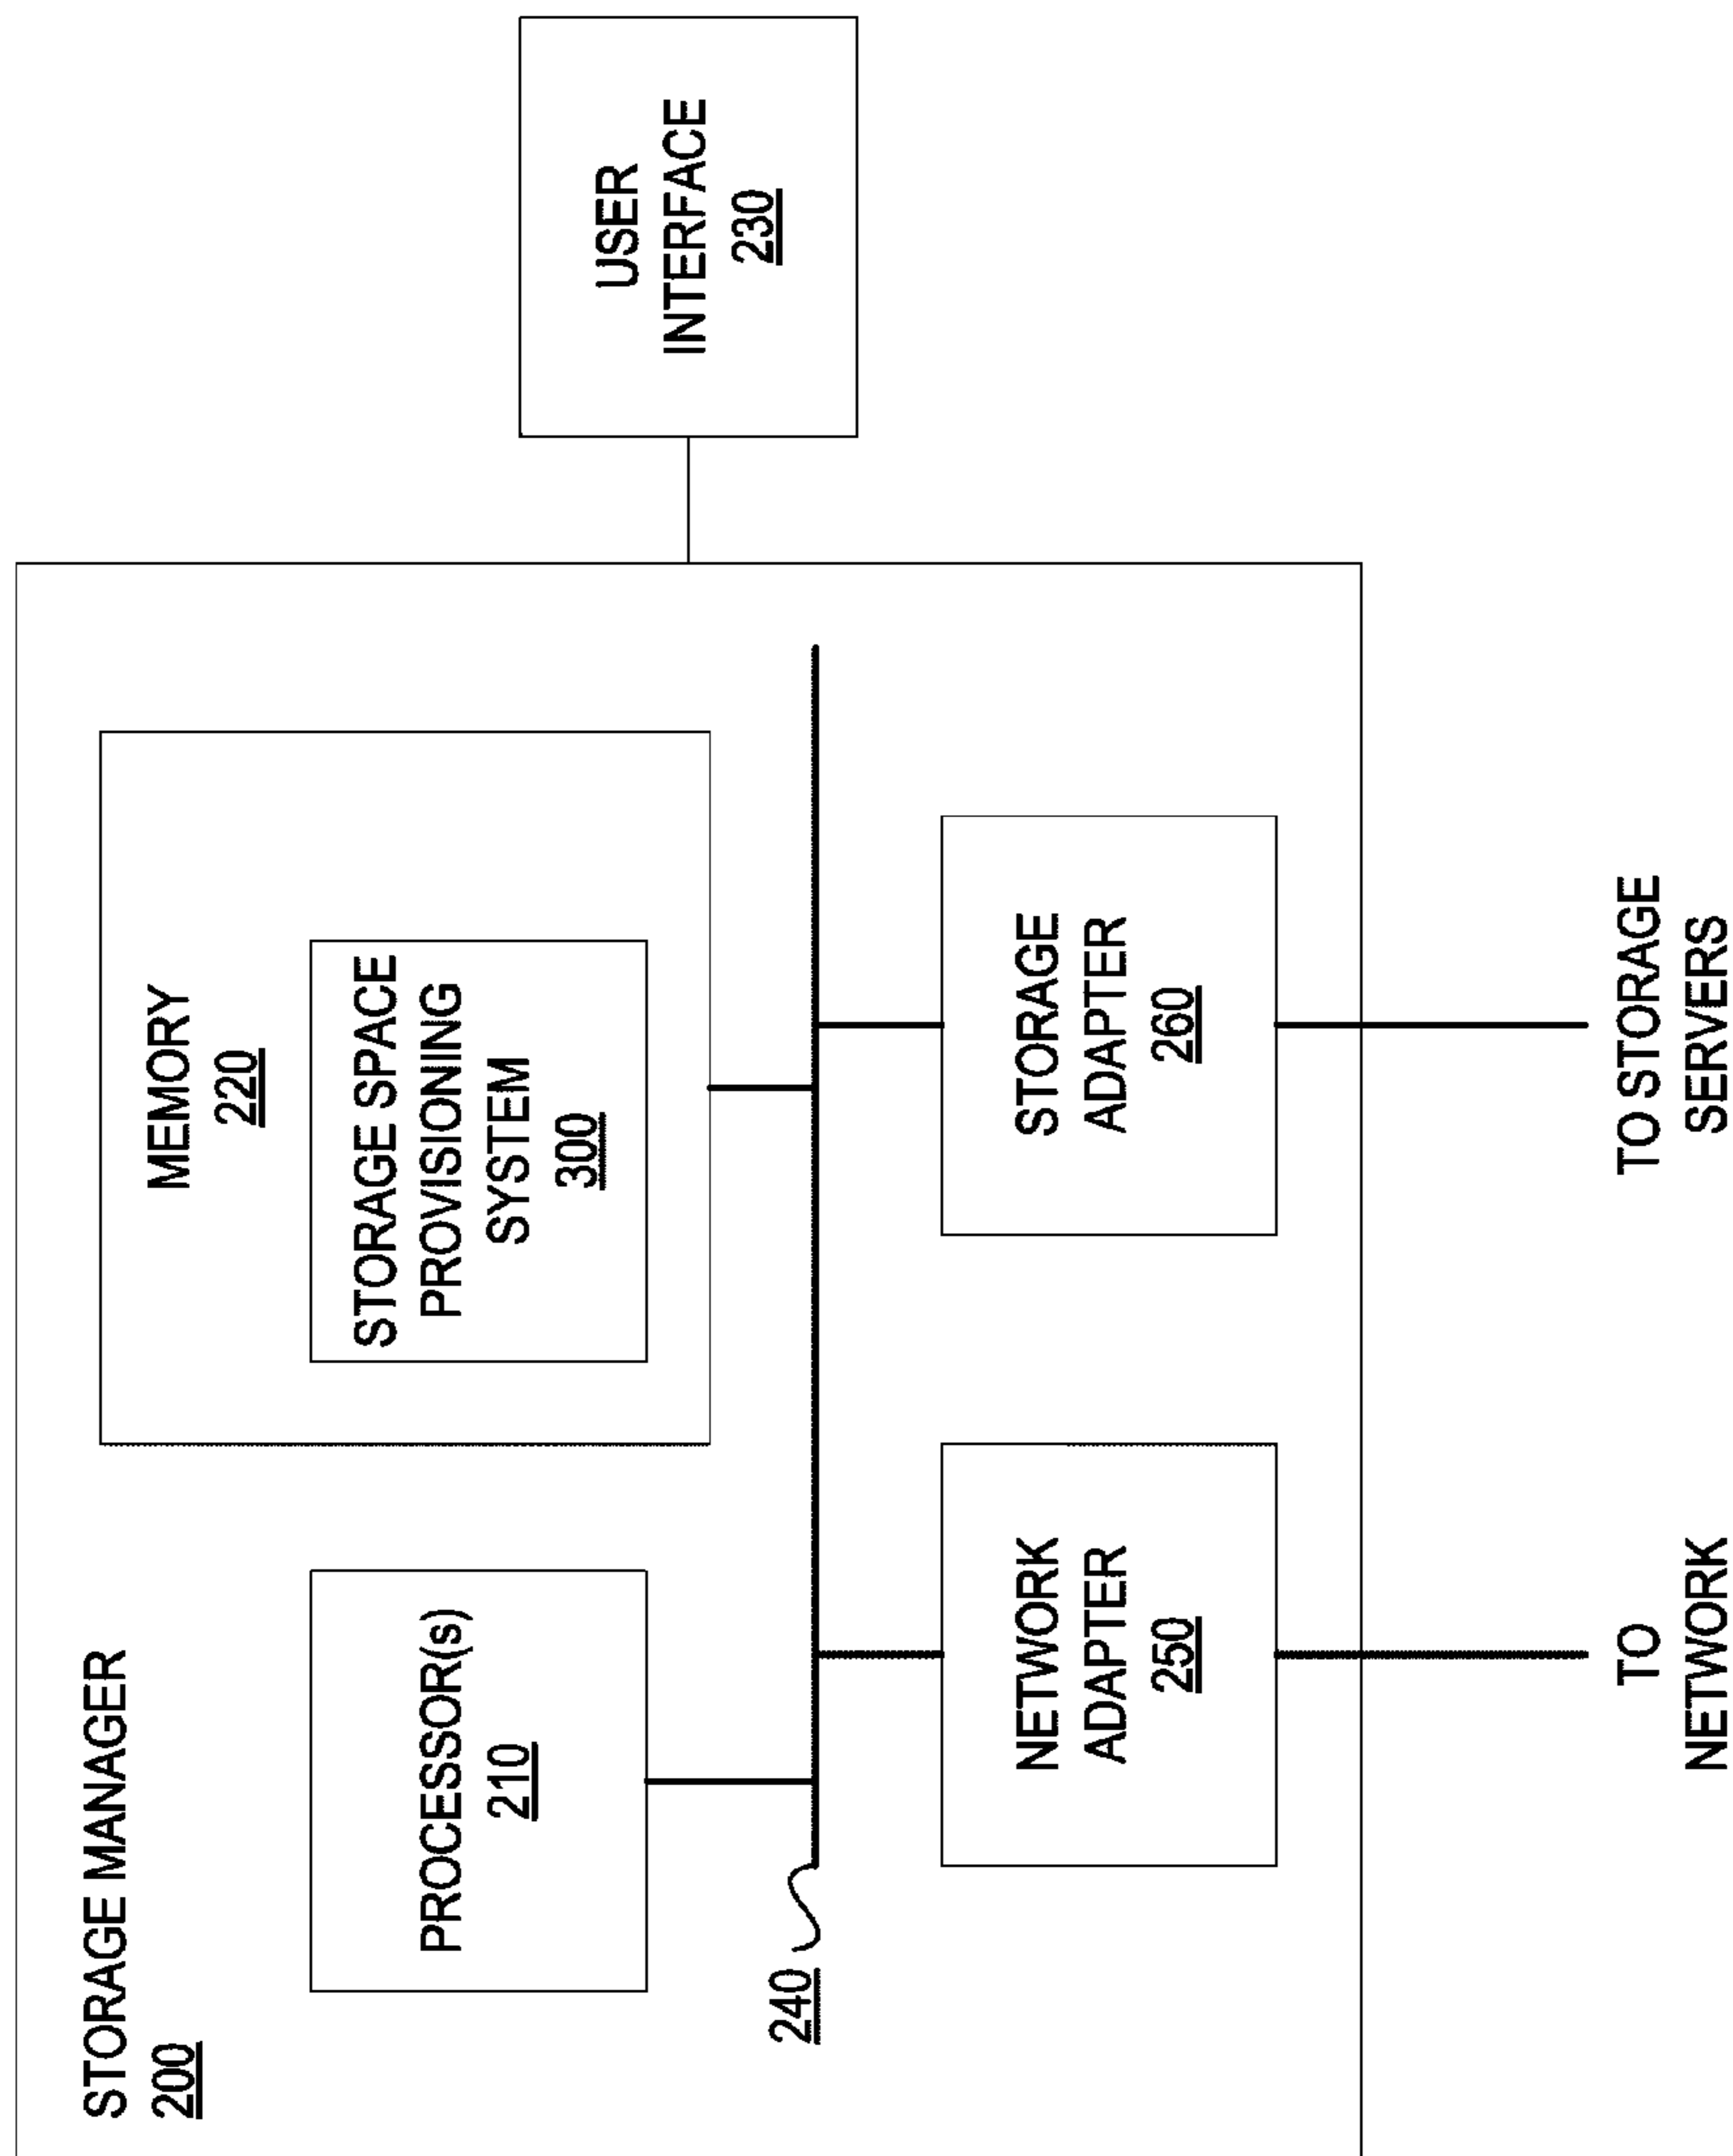 STORAGE MANAGER
200
PROCESSOR(s)
210
MEMORY
220
STORAGE SPACE
PROVISIONING
SYSTEM
300
USER
INTERFACE
230
240
NETWORK
ADAPTER
250
STORAGE
ADAPTER
260
TO
NETWORK
TO STORAGE
SERVERS